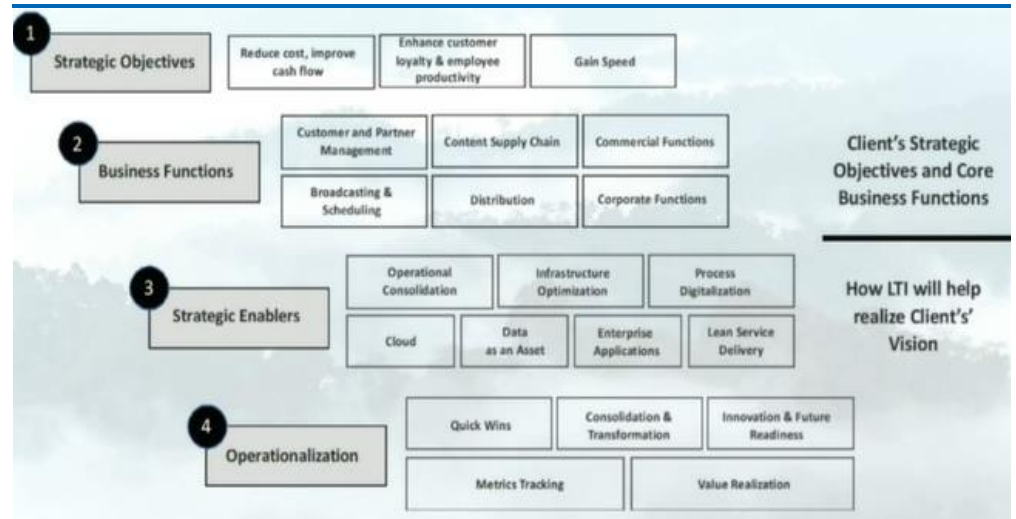 1
Strategic Objectives
Reduce cost, improve
cash flow
Enhance customer
loyalty & employee
productivity
Gain Speed
2
Business Functions
Customer and Partner
Management
Content Supply Chain
Commercial Functions
Broadcasting &
Scheduling
Distribution
Corporate Functions
Client's Strategic
Objectives and Core
Business Functions
3
Strategic Enablers
Operational
Consolidation
Infrastructure
Optimization
Process
Digitalization
Cloud
Data
as an Asset
Enterprise
Applications
Lean Service
Delivery
How LTI will help
realize Client's'
Vision
4
Operationalization
Quick Wins
Consolidation &
Transformation
Innovation & Future
Readiness
Metrics Tracking
Value Realization